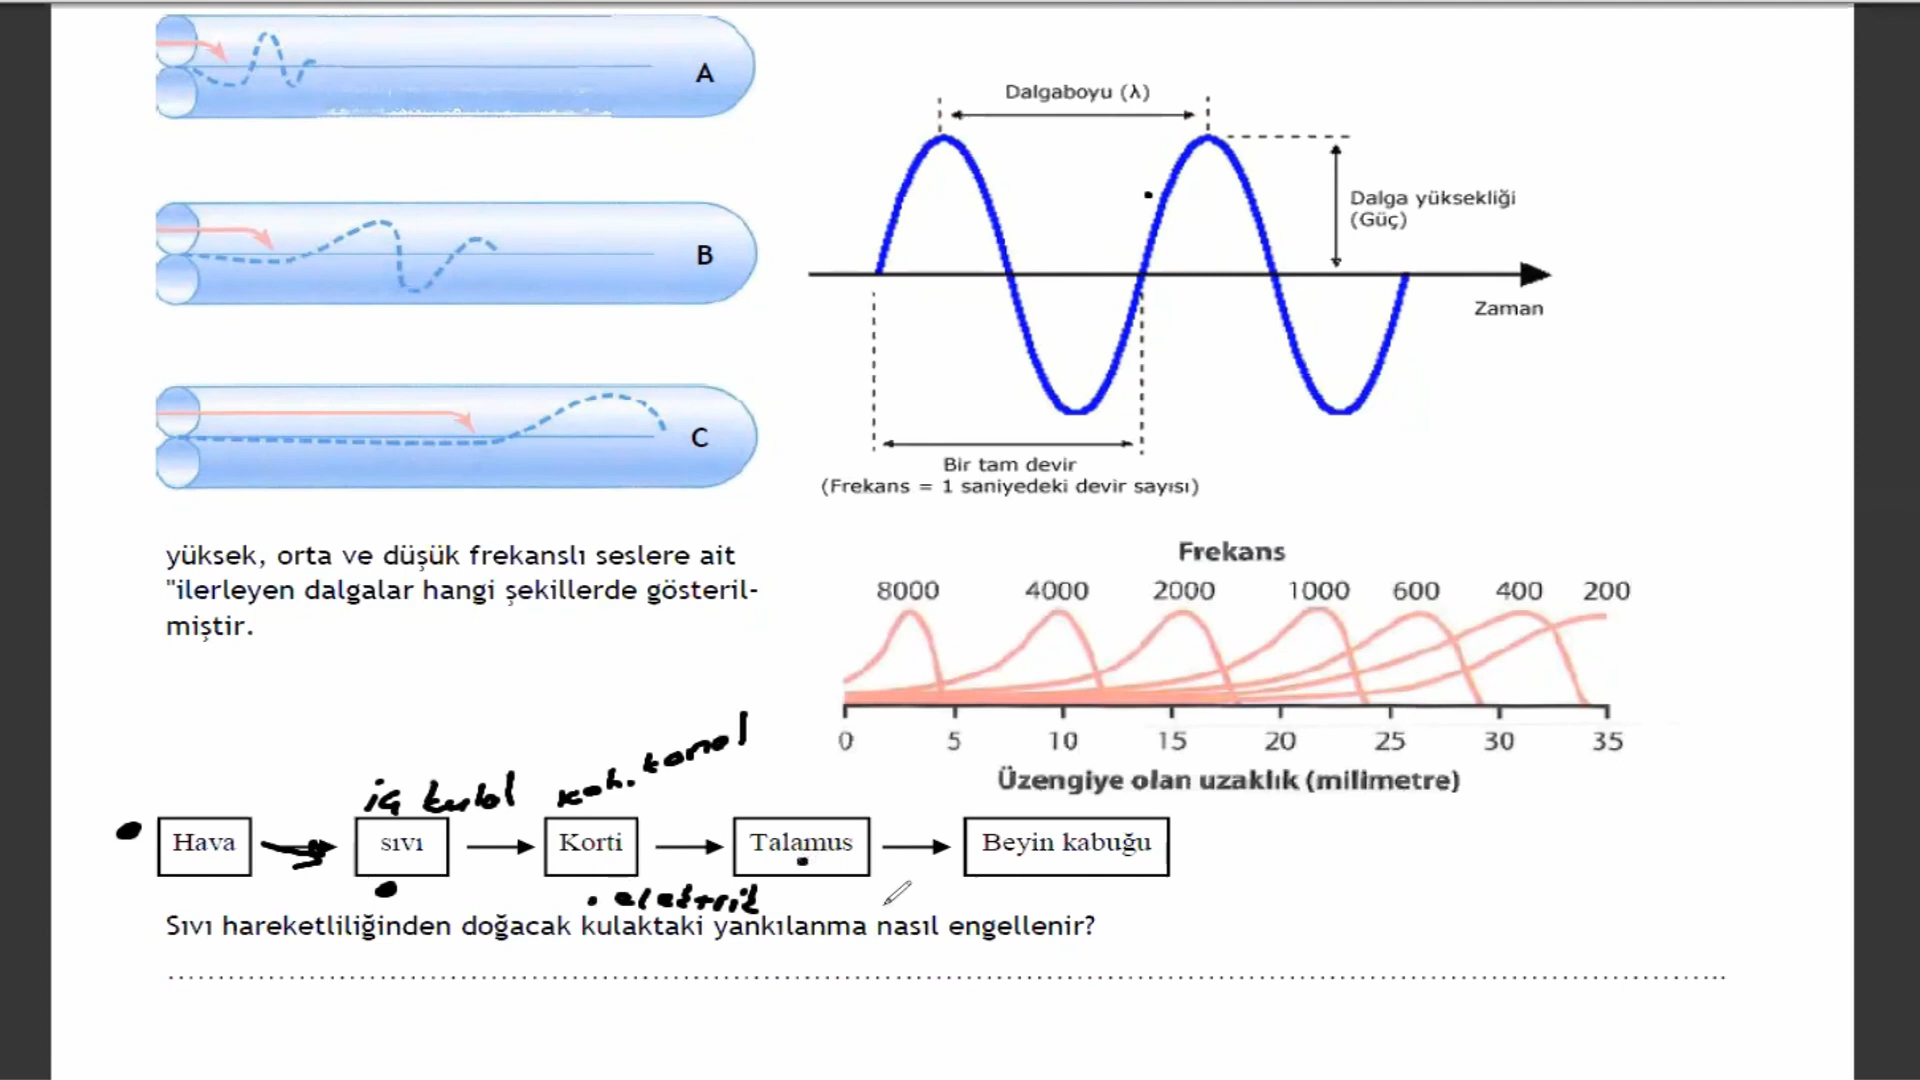 A
B
C
Dalgaboyu (λ)
Dalga yüksekliği
(Güç)
Zaman
Bir tam devir
(Frekans = 1 saniyedeki devir sayısı)
yüksek, orta ve düşük frekanslı seslere ait
"ilerleyen dalgalar hangi şekillerde gösteril-
miştir.
Frekans
8000 4000 2000 1000 600 400 200
0 5 10 15 20 25 30 35
Üzengiye olan uzaklık (milimetre)
iç kulak koh. kanal
Hava sıvı Korti Talamus Beyin kabuğu
elektrik
Sıvı hareketliliğinden doğacak kulaktaki yankılanma nasıl engellenir?